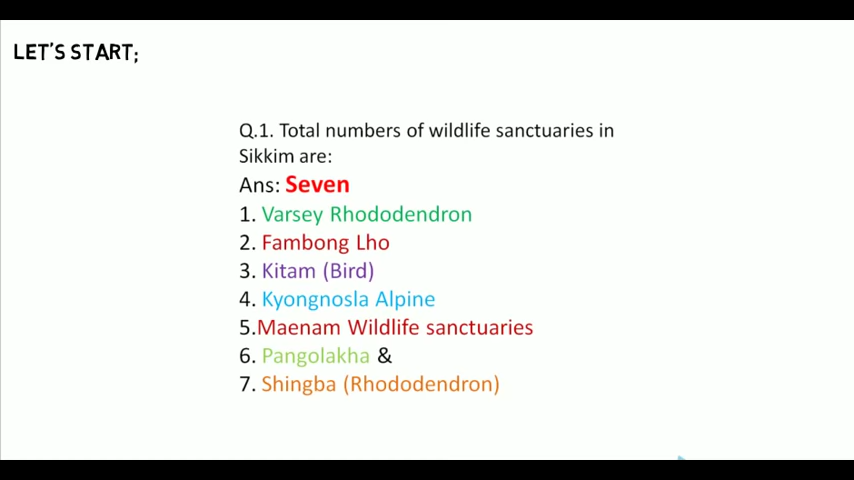 LET'S START;
Q.1. Total numbers of wildlife sanctuaries in
Sikkim are:
Ans: Seven
1. Varsey Rhododendron
2. Fambong Lho
3. Kitam (Bird)
4. Kyongnosla Alpine
5.Maenam Wildlife sanctuaries
6. Pangolakha &
7. Shingba (Rhododendron)